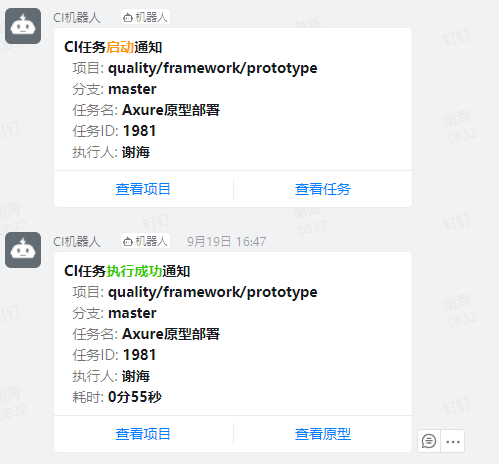 CI机器人 机器人
CI任务启动通知
项目: quality/framework/prototype
分支: master
任务名: Axure原型部署
任务ID: 1981
执行人: 谢海
查看项目 查看任务
CI机器人 机器人 9月19日 16:47
CI任务执行成功通知
项目: quality/framework/prototype
分支: master
任务名: Axure原型部署
任务ID: 1981
执行人: 谢海
耗时: 0分55秒
查看项目 查看原型
谢海
0832
钉钉